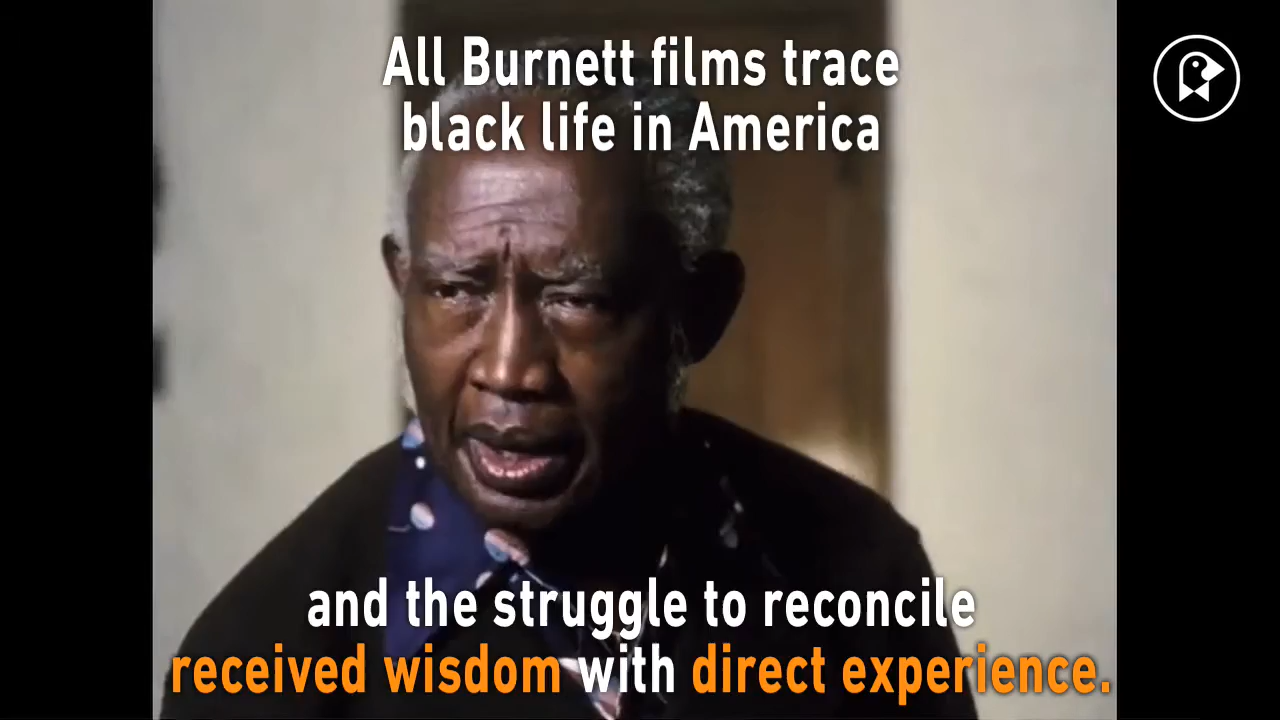 All Burnett films trace
black life in America
and the struggle to reconcile
received wisdom with direct experience.